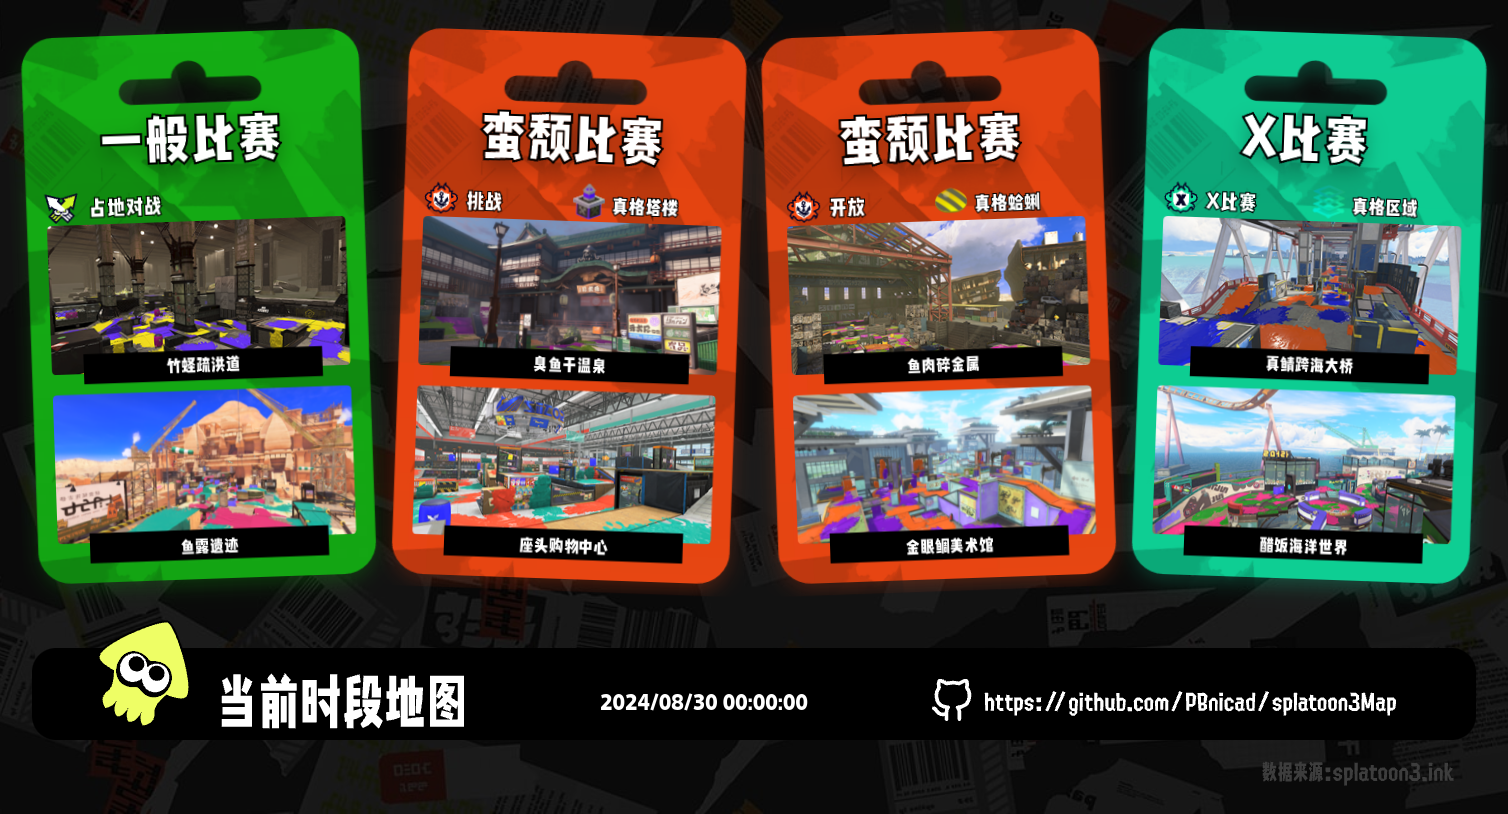 一般比赛
占地对战
竹蛏疏洪道
鱼露遗迹
蛮颓比赛
挑战
真格塔楼
臭鱼干温泉
座头购物中心
蛮颓比赛
开放
真格蛤蜊
鱼肉碎金属
金眼鲷美术馆
X比赛
X比赛
真格区域
真鲭跨海大桥
醋饭海洋世界
当前时段地图
2024/08/30 00:00:00
https://github.com/PBnicad/splatoon3Map
数据来源:splatoon3.ink